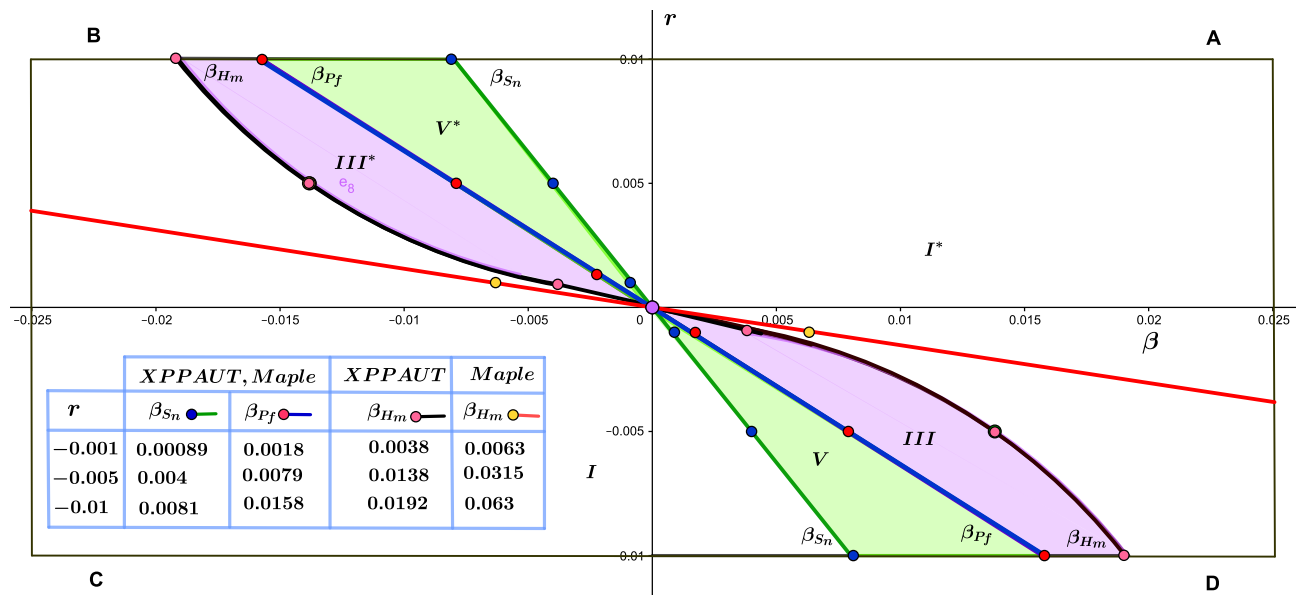 r
B
A
0.01
β_Hm
β_Pf
β_Sn
V*
III*
e_8
0.005
I*
-0.025
-0.02
-0.015
-0.01
-0.005
0
0.005
0.01
0.015
0.02
0.025
β
XPPAUT, Maple
XPPAUT
Maple
r
β_Sn
β_Pf
β_Hm
β_Hm
−0.001
0.00089
0.0018
0.0038
0.0063
−0.005
0.004
0.0079
0.0138
0.0315
−0.01
0.0081
0.0158
0.0192
0.063
-0.005
I
V
III
β_Sn
β_Pf
β_Hm
-0.01
C
D